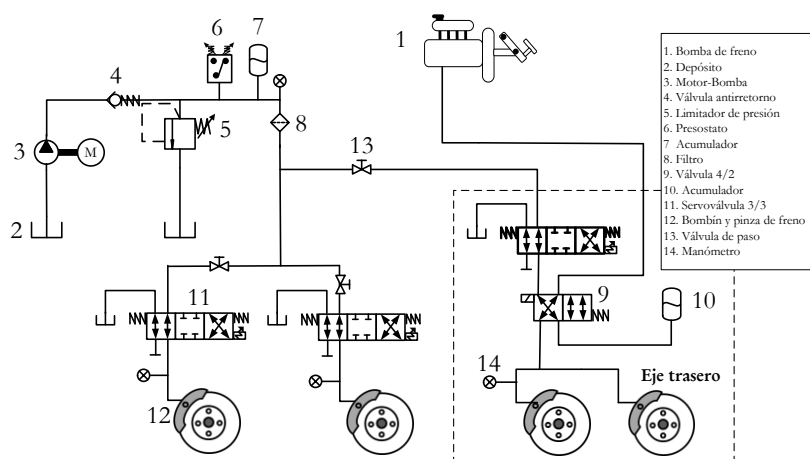 6
7
1
4
M
3
5
8
13
2
11
9
10
14
12
Eje trasero
1. Bomba de freno
2. Depósito
3. Motor-Bomba
4. Válvula antirretorno
5. Limitador de presión
6. Presostato
7 Acumulador
8. Filtro
9. Válvula 4/2
10. Acumulador
11. Servoválvula 3/3
12. Bombín y pinza de freno
13. Válvula de paso
14. Manómetro